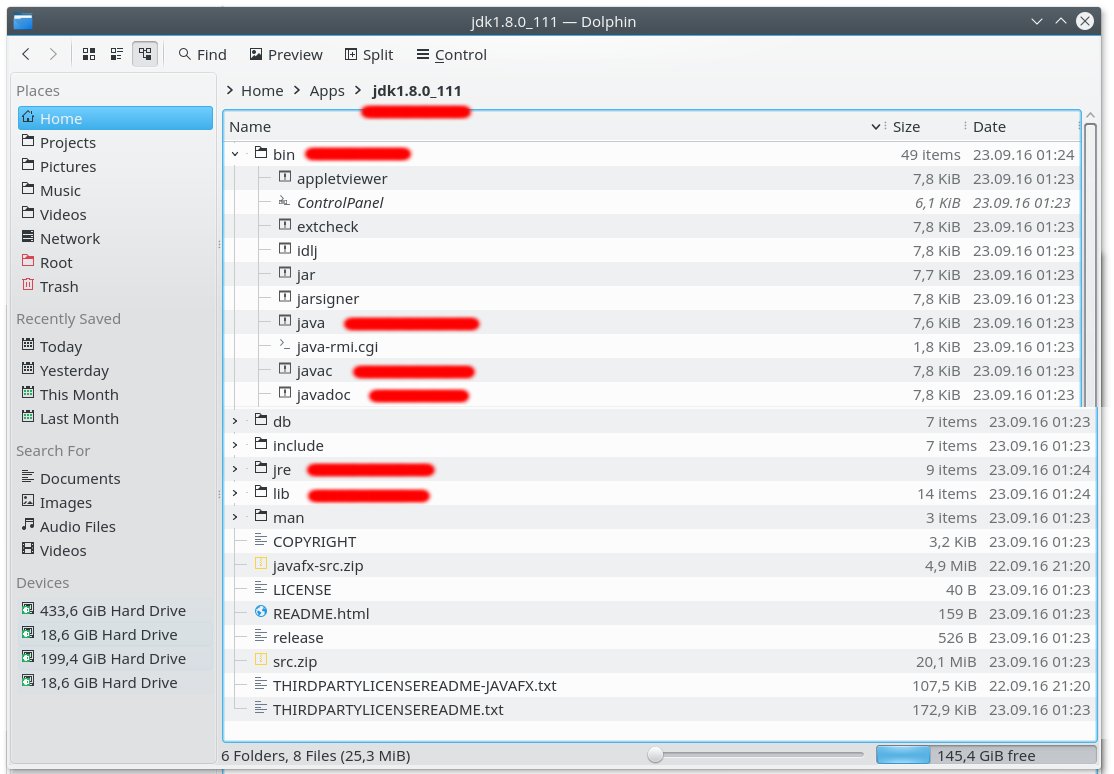 jdk1.8.0_111 — Dolphin
Find Preview Split Control
Places
Home
Projects
Pictures
Music
Videos
Network
Root
Trash
Recently Saved
Today
Yesterday
This Month
Last Month
Search For
Documents
Images
Audio Files
Videos
Devices
433,6 GiB Hard Drive
18,6 GiB Hard Drive
199,4 GiB Hard Drive
18,6 GiB Hard Drive
> Home > Apps > jdk1.8.0_111
Name Size Date
bin 49 items 23.09.16 01:24
appletviewer 7,8 KiB 23.09.16 01:23
ControlPanel 6,1 KiB 23.09.16 01:23
extcheck 7,8 KiB 23.09.16 01:23
idlj 7,8 KiB 23.09.16 01:23
jar 7,7 KiB 23.09.16 01:23
jarsigner 7,8 KiB 23.09.16 01:23
java 7,6 KiB 23.09.16 01:23
java-rmi.cgi 1,8 KiB 23.09.16 01:23
javac 7,8 KiB 23.09.16 01:23
javadoc 7,8 KiB 23.09.16 01:23
db 7 items 23.09.16 01:23
include 7 items 23.09.16 01:23
jre 9 items 23.09.16 01:24
lib 14 items 23.09.16 01:24
man 3 items 23.09.16 01:23
COPYRIGHT 3,2 KiB 23.09.16 01:23
javafx-src.zip 4,9 MiB 22.09.16 21:20
LICENSE 40 B 23.09.16 01:23
README.html 159 B 23.09.16 01:23
release 526 B 23.09.16 01:23
src.zip 20,1 MiB 23.09.16 01:23
THIRDPARTYLICENSEREADME-JAVAFX.txt 107,5 KiB 22.09.16 21:20
THIRDPARTYLICENSEREADME.txt 172,9 KiB 23.09.16 01:23
6 Folders, 8 Files (25,3 MiB) 145,4 GiB free